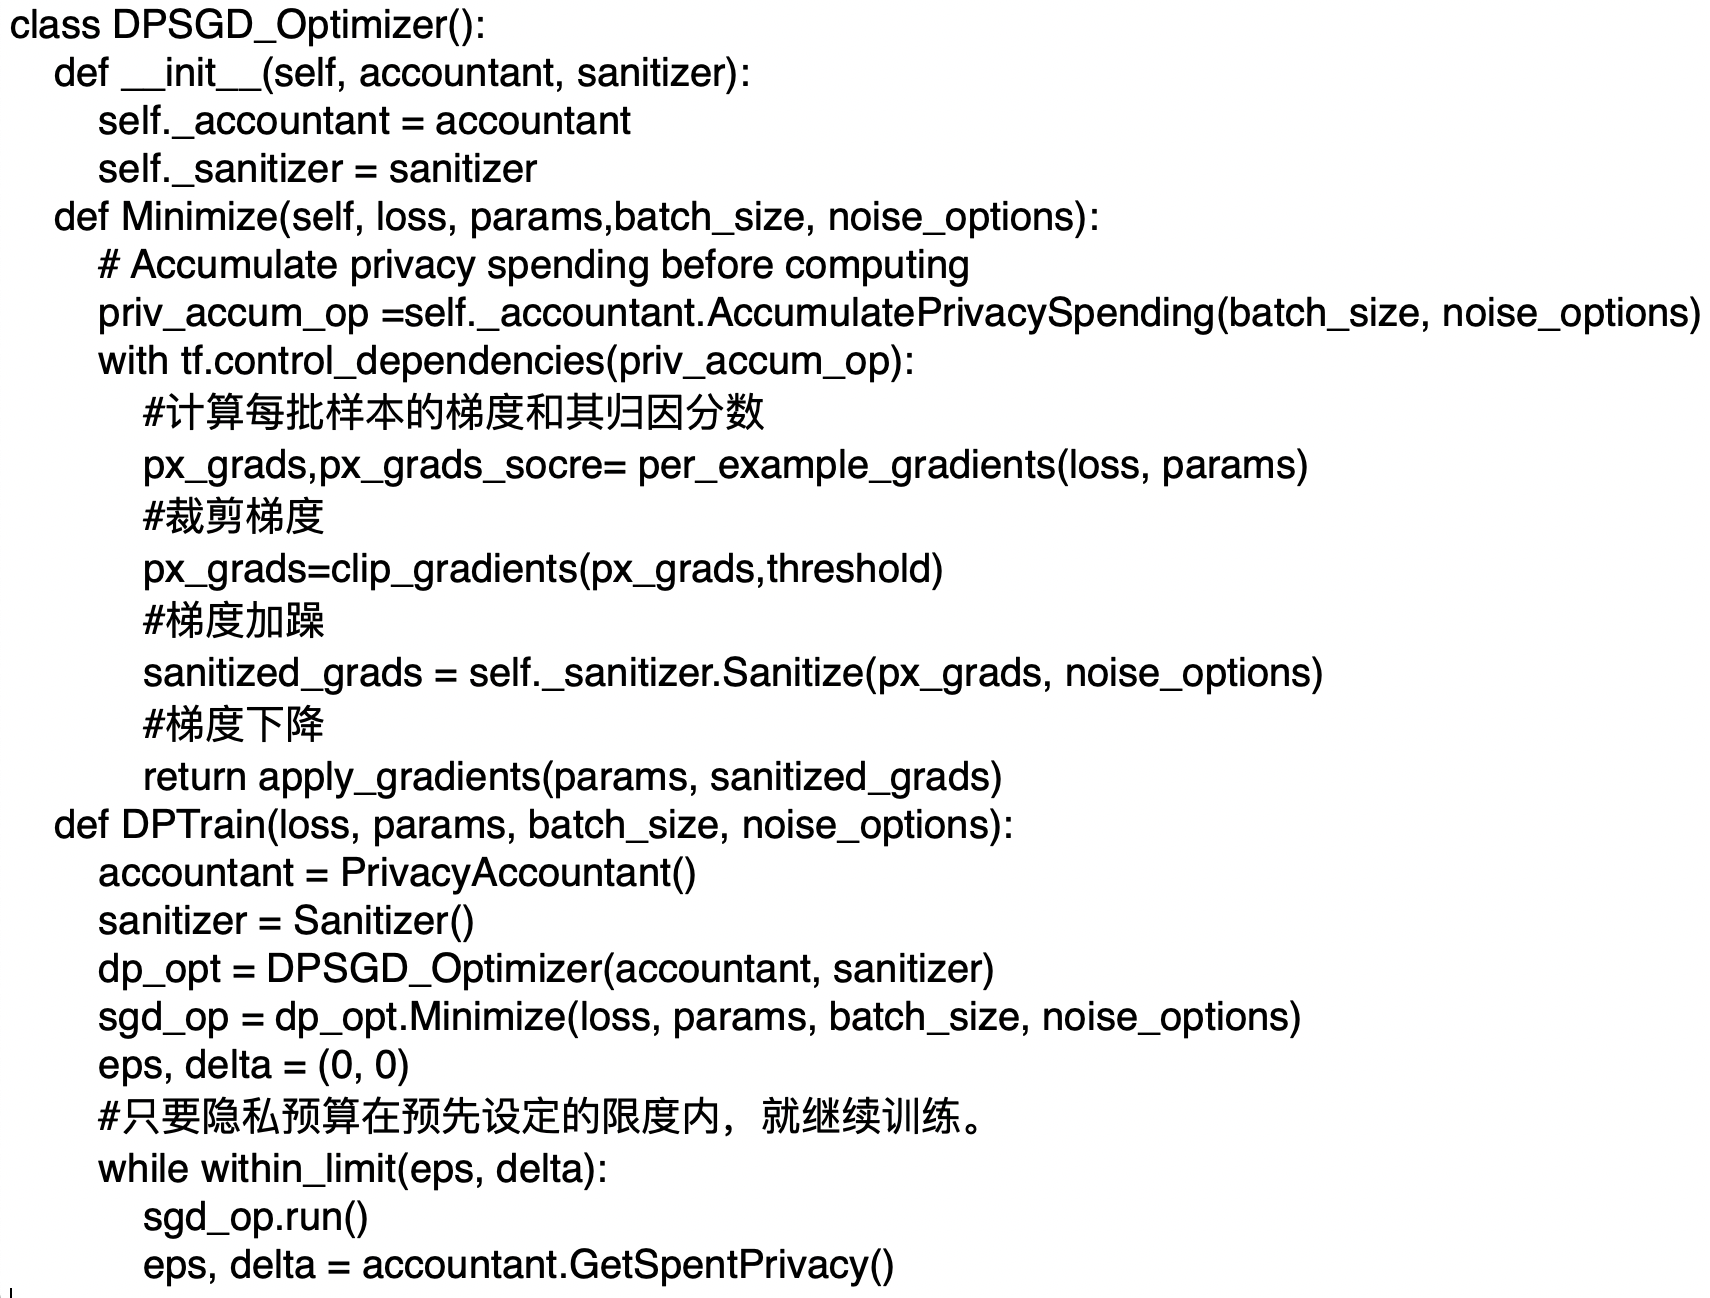 class DPSGD_Optimizer():
def __init__(self, accountant, sanitizer):
self._accountant = accountant
self._sanitizer = sanitizer
def Minimize(self, loss, params,batch_size, noise_options):
# Accumulate privacy spending before computing
priv_accum_op =self._accountant.AccumulatePrivacySpending(batch_size, noise_options)
with tf.control_dependencies(priv_accum_op):
#计算每批样本的梯度和其归因分数
px_grads,px_grads_socre= per_example_gradients(loss, params)
#裁剪梯度
px_grads=clip_gradients(px_grads,threshold)
#梯度加躁
sanitized_grads = self._sanitizer.Sanitize(px_grads, noise_options)
#梯度下降
return apply_gradients(params, sanitized_grads)
def DPTrain(loss, params, batch_size, noise_options):
accountant = PrivacyAccountant()
sanitizer = Sanitizer()
dp_opt = DPSGD_Optimizer(accountant, sanitizer)
sgd_op = dp_opt.Minimize(loss, params, batch_size, noise_options)
eps, delta = (0, 0)
#只要隐私预算在预先设定的限度内，就继续训练。
while within_limit(eps, delta):
sgd_op.run()
eps, delta = accountant.GetSpentPrivacy()